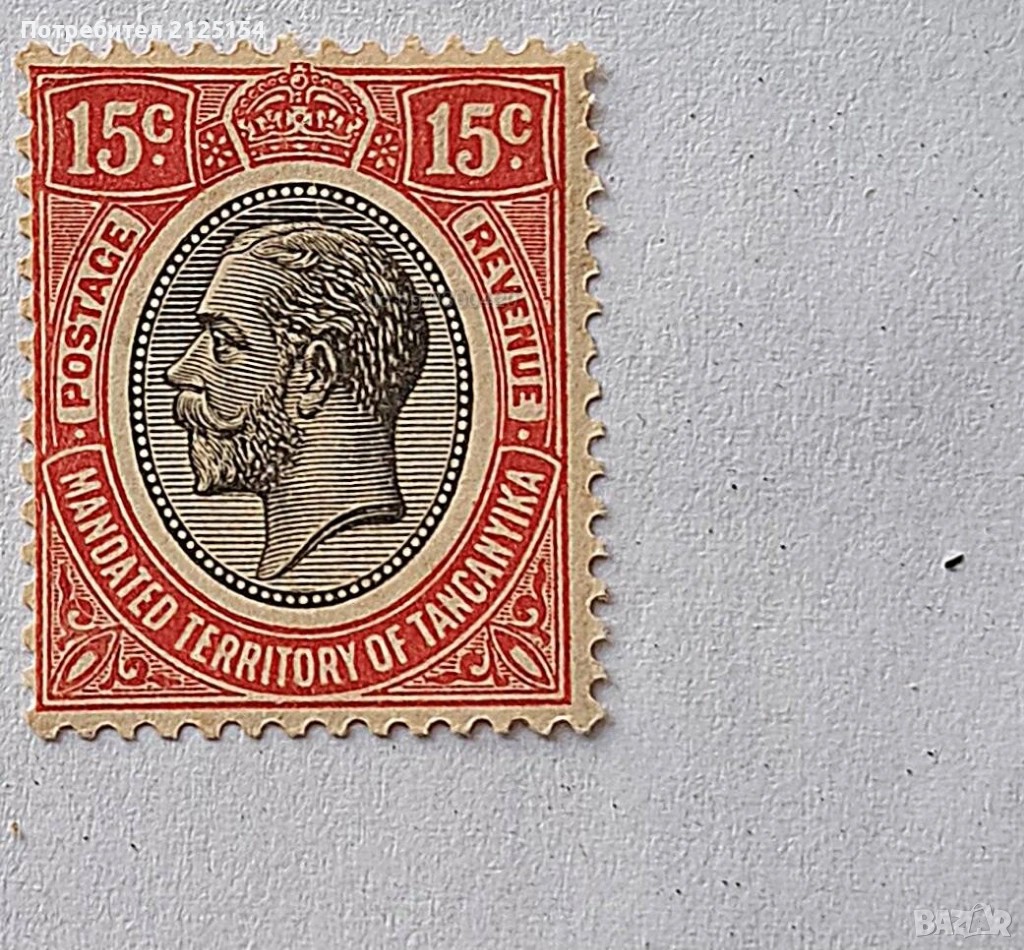 Потребител 2125154
15c.
15c.
POSTAGE
REVENUE
MANDATED TERRITORY OF TANGANYIKA
BAZAR